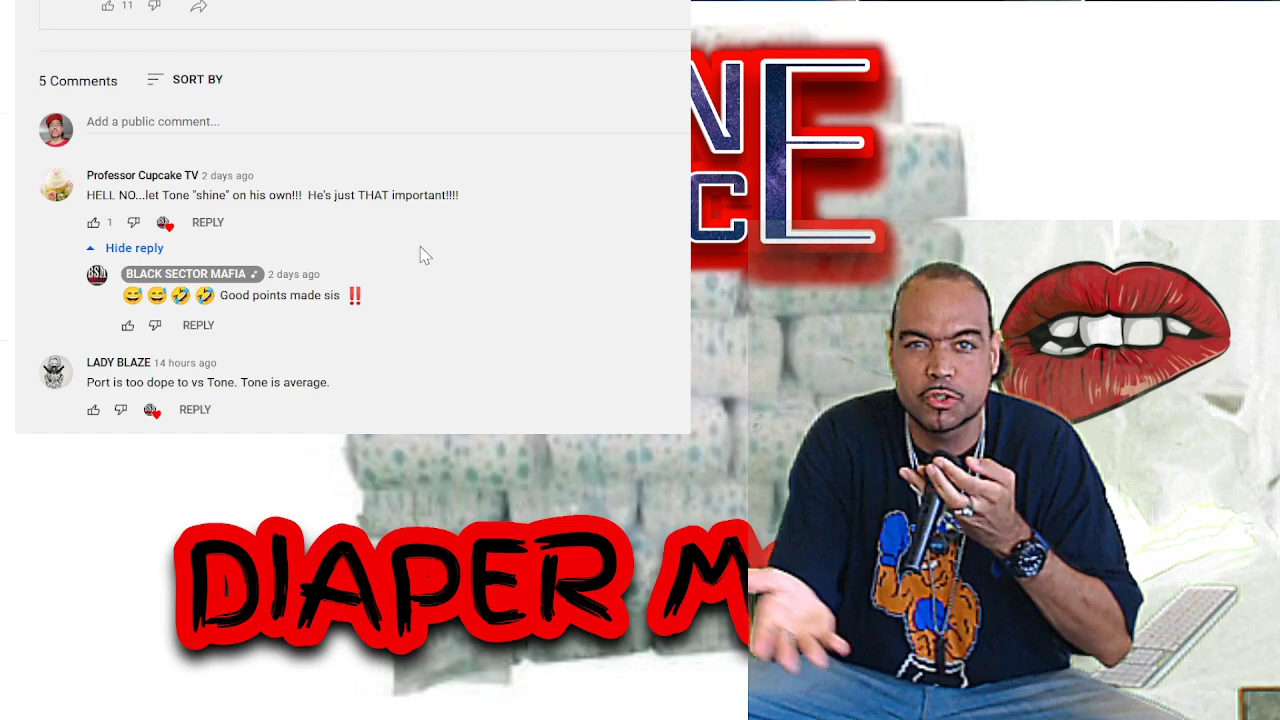 11
5 Comments SORT BY
Add a public comment...
Professor Cupcake TV 2 days ago
HELL NO...let Tone "shine" on his own!!! He's just THAT important!!!!
1 REPLY
Hide reply
BLACK SECTOR MAFIA 2 days ago
😅😅🤣🤣 Good points made sis ‼️
REPLY
LADY BLAZE 14 hours ago
Port is too dope to vs Tone. Tone is average.
REPLY
NE
C
DIAPER M